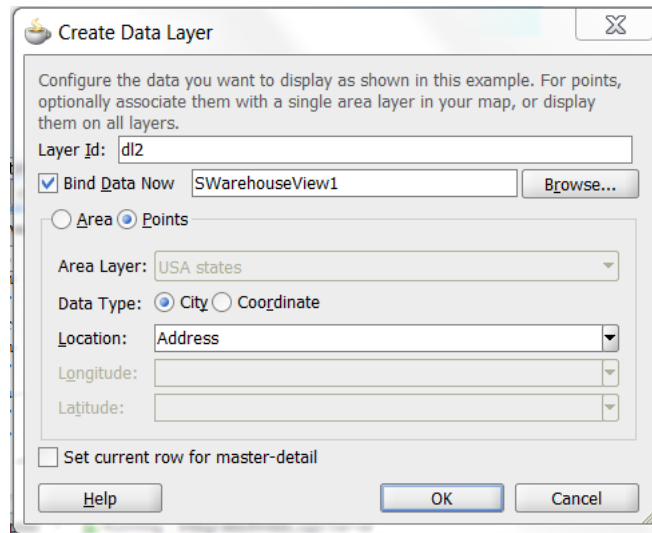 Create Data Layer
Configure the data you want to display as shown in this example. For points,
optionally associate them with a single area layer in your map, or display
them on all layers.
Layer Id: dl2
Bind Data Now SWarehouseView1 Browse...
Area Points
Area Layer: USA states
Data Type: City Coordinate
Location: Address
Longitude:
Latitude:
Set current row for master-detail
Help OK Cancel